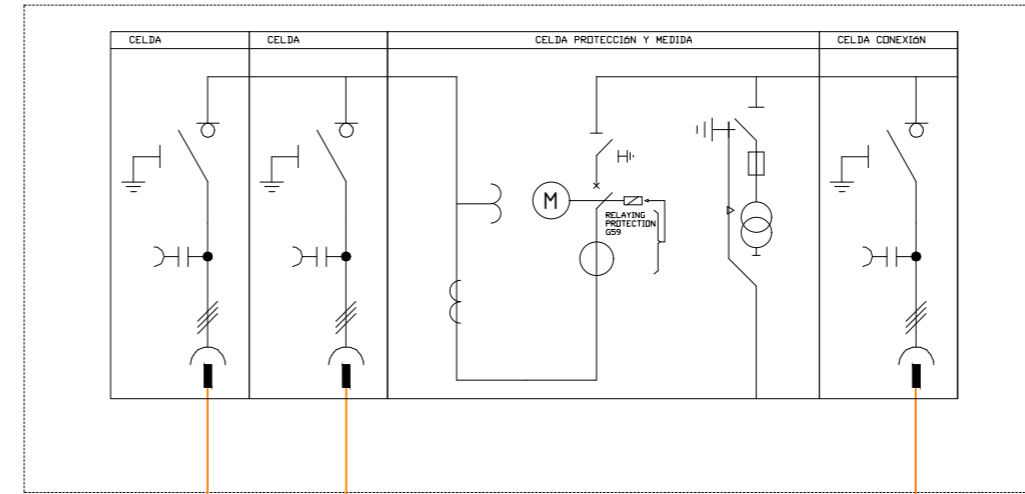 CELDA
CELDA
CELDA PROTECCIóN Y MEDIDA
CELDA CONEXIóN
M
RELAYING
PROTECTION
G59